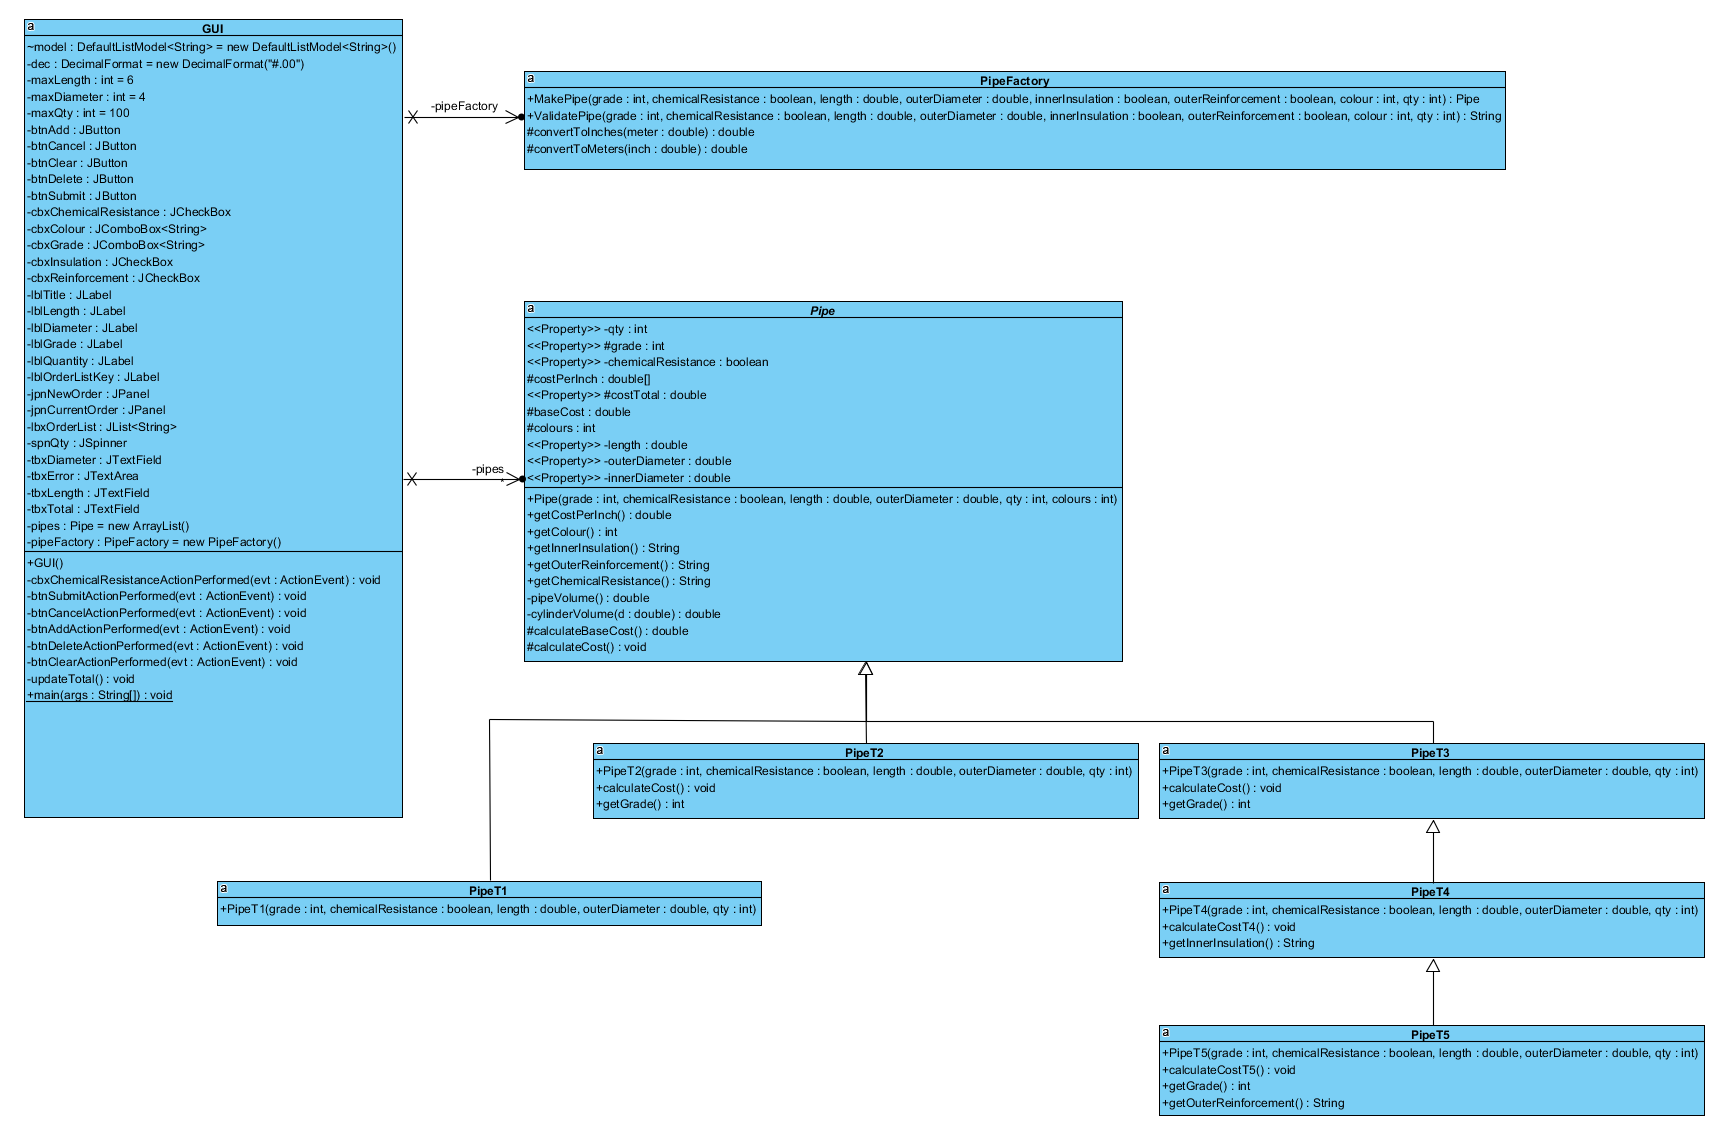 a
GUI
~model : DefaultListModel<String> = new DefaultListModel<String>()
-dec : DecimalFormat = new DecimalFormat("#.00")
-maxLength : int = 6
-maxDiameter : int = 4
-maxQty : int = 100
-btnAdd : JButton
-btnCancel : JButton
-btnClear : JButton
-btnDelete : JButton
-btnSubmit : JButton
-cbxChemicalResistance : JCheckBox
-cbxColour : JComboBox<String>
-cbxGrade : JComboBox<String>
-cbxInsulation : JCheckBox
-cbxReinforcement : JCheckBox
-lblTitle : JLabel
-lblLength : JLabel
-lblDiameter : JLabel
-lblGrade : JLabel
-lblQuantity : JLabel
-lblOrderListKey : JLabel
-jpnNewOrder : JPanel
-jpnCurrentOrder : JPanel
-lbxOrderList : JList<String>
-spnQty : JSpinner
-tbxDiameter : JTextField
-tbxError : JTextArea
-tbxLength : JTextField
-tbxTotal : JTextField
-pipes : Pipe = new ArrayList()
-pipeFactory : PipeFactory = new PipeFactory()
+GUI()
-cbxChemicalResistanceActionPerformed(evt : ActionEvent) : void
-btnSubmitActionPerformed(evt : ActionEvent) : void
-btnCancelActionPerformed(evt : ActionEvent) : void
-btnAddActionPerformed(evt : ActionEvent) : void
-btnDeleteActionPerformed(evt : ActionEvent) : void
-btnClearActionPerformed(evt : ActionEvent) : void
-updateTotal() : void
+main(args : String[]) : void
-pipeFactory
a
PipeFactory
+MakePipe(grade : int, chemicalResistance : boolean, length : double, outerDiameter : double, innerInsulation : boolean, outerReinforcement : boolean, colour : int, qty : int) : Pipe
+ValidatePipe(grade : int, chemicalResistance : boolean, length : double, outerDiameter : double, innerInsulation : boolean, outerReinforcement : boolean, colour : int, qty : int) : String
#convertToInches(meter : double) : double
#convertToMeters(inch : double) : double
-pipes
*
a
Pipe
<<Property>> -qty : int
<<Property>> #grade : int
<<Property>> -chemicalResistance : boolean
#costPerInch : double[]
<<Property>> #costTotal : double
#baseCost : double
#colours : int
<<Property>> -length : double
<<Property>> -outerDiameter : double
<<Property>> -innerDiameter : double
+Pipe(grade : int, chemicalResistance : boolean, length : double, outerDiameter : double, qty : int, colours : int)
+getCostPerInch() : double
+getColour() : int
+getInnerInsulation() : String
+getOuterReinforcement() : String
+getChemicalResistance() : String
-pipeVolume() : double
-cylinderVolume(d : double) : double
#calculateBaseCost() : double
#calculateCost() : void
a
PipeT2
+PipeT2(grade : int, chemicalResistance : boolean, length : double, outerDiameter : double, qty : int)
+calculateCost() : void
+getGrade() : int
a
PipeT3
+PipeT3(grade : int, chemicalResistance : boolean, length : double, outerDiameter : double, qty : int)
+calculateCost() : void
+getGrade() : int
a
PipeT1
+PipeT1(grade : int, chemicalResistance : boolean, length : double, outerDiameter : double, qty : int)
a
PipeT4
+PipeT4(grade : int, chemicalResistance : boolean, length : double, outerDiameter : double, qty : int)
+calculateCostT4() : void
+getInnerInsulation() : String
a
PipeT5
+PipeT5(grade : int, chemicalResistance : boolean, length : double, outerDiameter : double, qty : int)
+calculateCostT5() : void
+getGrade() : int
+getOuterReinforcement() : String